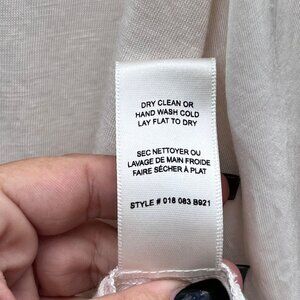 DRY CLEAN OR
HAND WASH COLD
LAY FLAT TO DRY
SEC NETTOYER OU
LAVAGE DE MAIN FROIDE
FAIRE SÉCHER À PLAT
STYLE # 018 083 B921